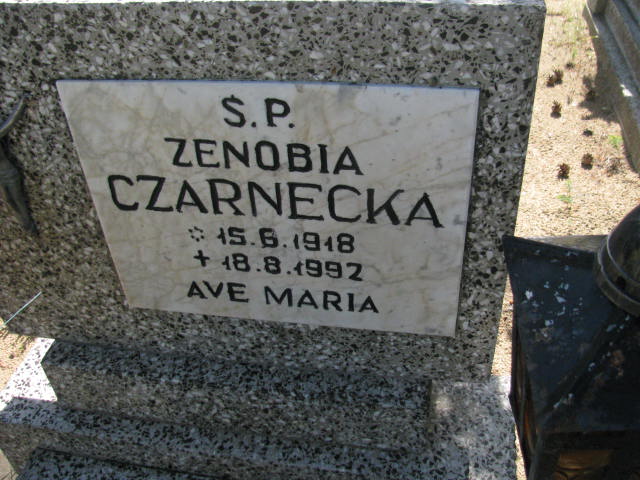 Ś.P.
ZENOBIA
CZARNECKA
* 15.6.1918
+ 18.8.1992
AVE MARIA